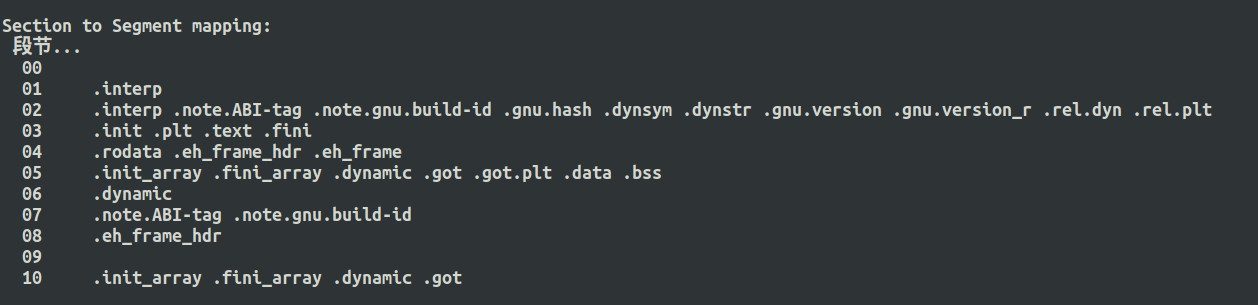 Section to Segment mapping:
段节...
00
01 .interp
02 .interp .note.ABI-tag .note.gnu.build-id .gnu.hash .dynsym .dynstr .gnu.version .gnu.version_r .rel.dyn .rel.plt
03 .init .plt .text .fini
04 .rodata .eh_frame_hdr .eh_frame
05 .init_array .fini_array .dynamic .got .got.plt .data .bss
06 .dynamic
07 .note.ABI-tag .note.gnu.build-id
08 .eh_frame_hdr
09
10 .init_array .fini_array .dynamic .got